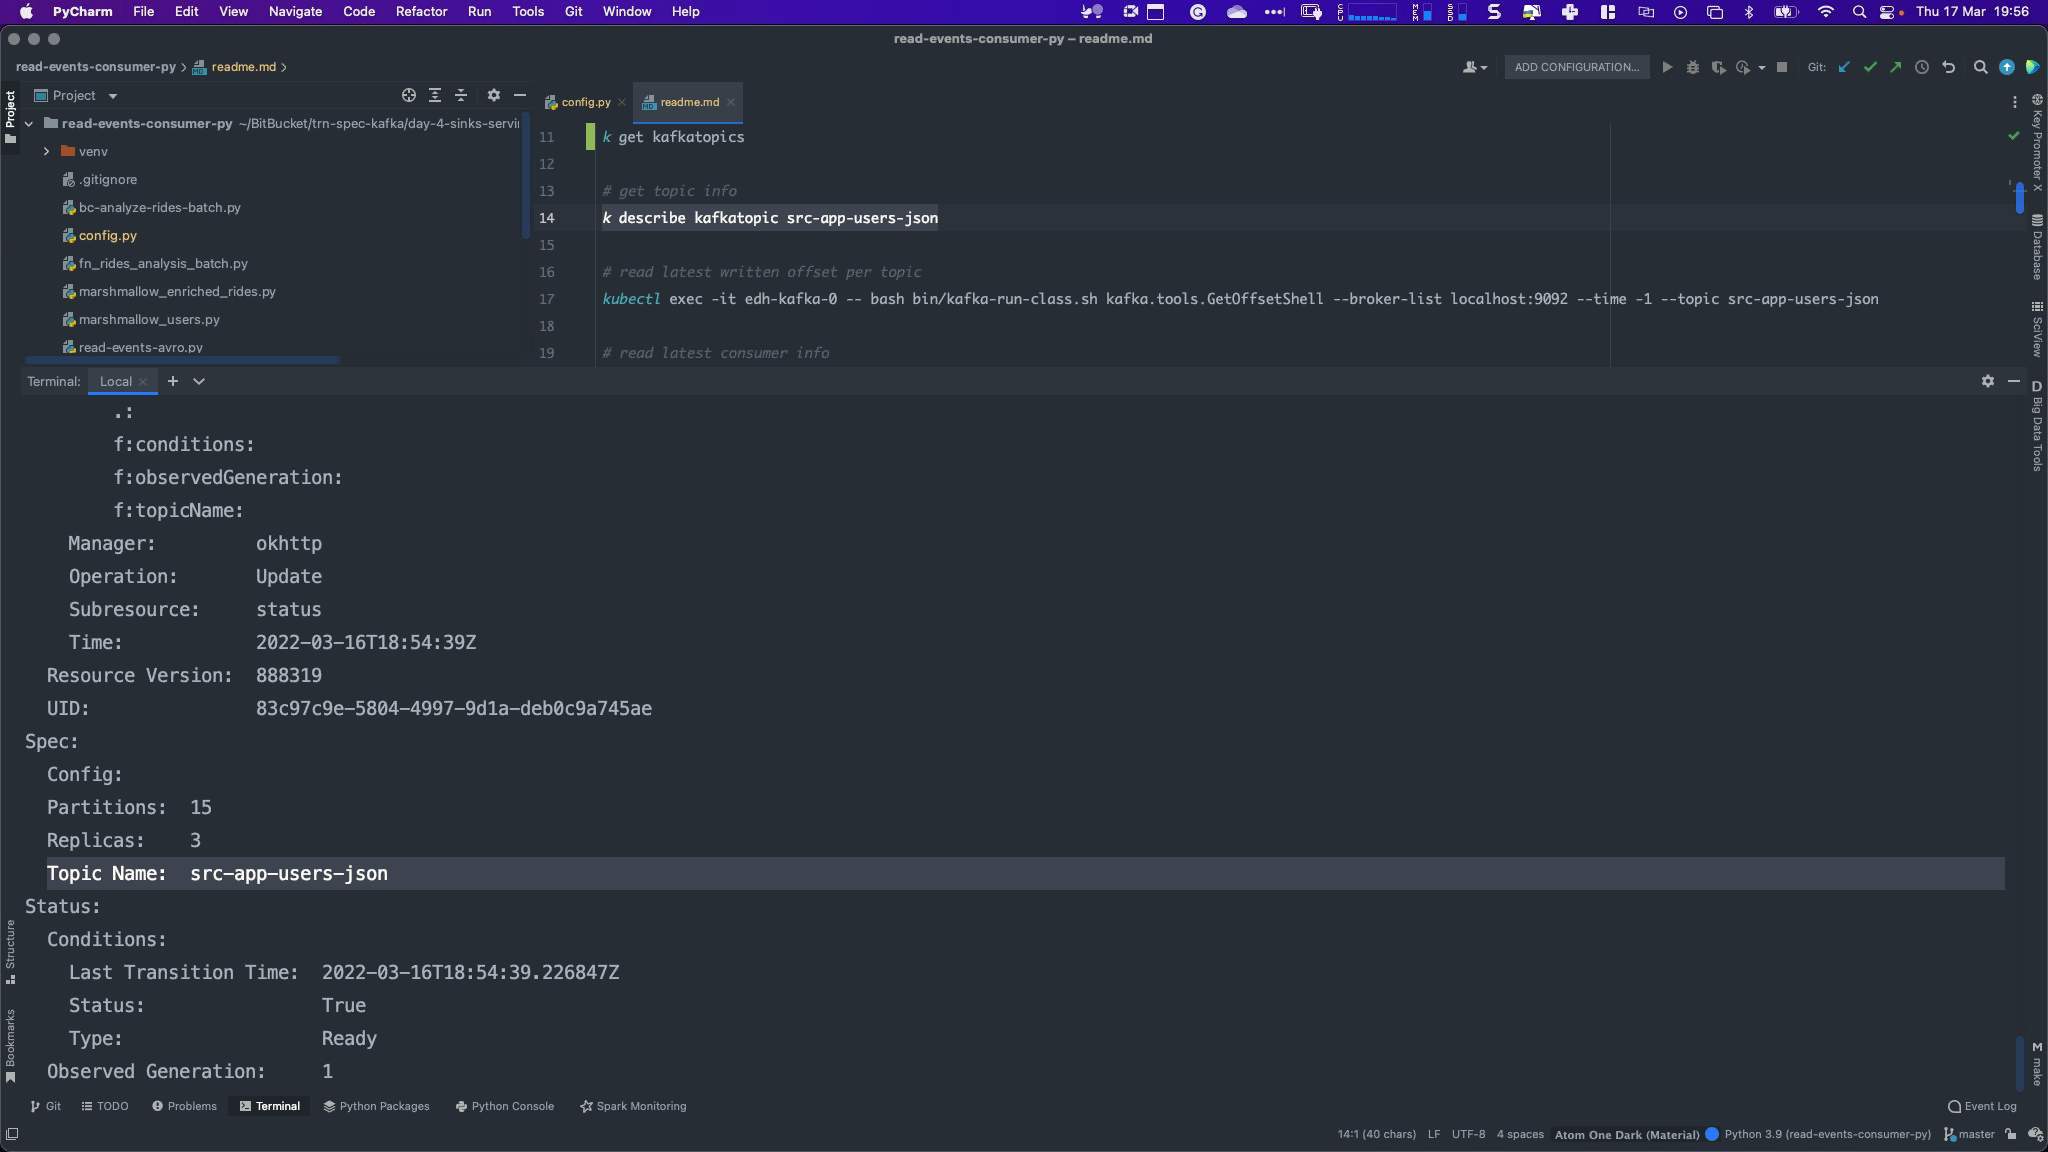 PyCharm File Edit View Navigate Code Refactor Run Tools Git Window Help Thu 17 Mar 19:56
read-events-consumer-py – readme.md
read-events-consumer-py readme.md
ADD CONFIGURATION... Git:
Project
config.py readme.md
read-events-consumer-py ~/BitBucket/trn-spec-kafka/day-4-sinks-servi
venv
.gitignore
bc-analyze-rides-batch.py
config.py
fn_rides_analysis_batch.py
marshmallow_enriched_rides.py
marshmallow_users.py
read-events-avro.py
11 k get kafkatopics
12
13 # get topic info
14 k describe kafkatopic src-app-users-json
15
16 # read latest written offset per topic
17 kubectl exec -it edh-kafka-0 -- bash bin/kafka-run-class.sh kafka.tools.GetOffsetShell --broker-list localhost:9092 --time -1 --topic src-app-users-json
18
19 # read latest consumer info
Project
Structure
Bookmarks
Key Promoter X
Database
SciView
D Big Data Tools
M make
Terminal: Local
.:
f:conditions:
f:observedGeneration:
f:topicName:
Manager: okhttp
Operation: Update
Subresource: status
Time: 2022-03-16T18:54:39Z
Resource Version: 888319
UID: 83c97c9e-5804-4997-9d1a-deb0c9a745ae
Spec:
Config:
Partitions: 15
Replicas: 3
Topic Name: src-app-users-json
Status:
Conditions:
Last Transition Time: 2022-03-16T18:54:39.226847Z
Status: True
Type: Ready
Observed Generation: 1
Git TODO Problems Terminal Python Packages Python Console Spark Monitoring Event Log
14:1 (40 chars) LF UTF-8 4 spaces Atom One Dark (Material) Python 3.9 (read-events-consumer-py) master